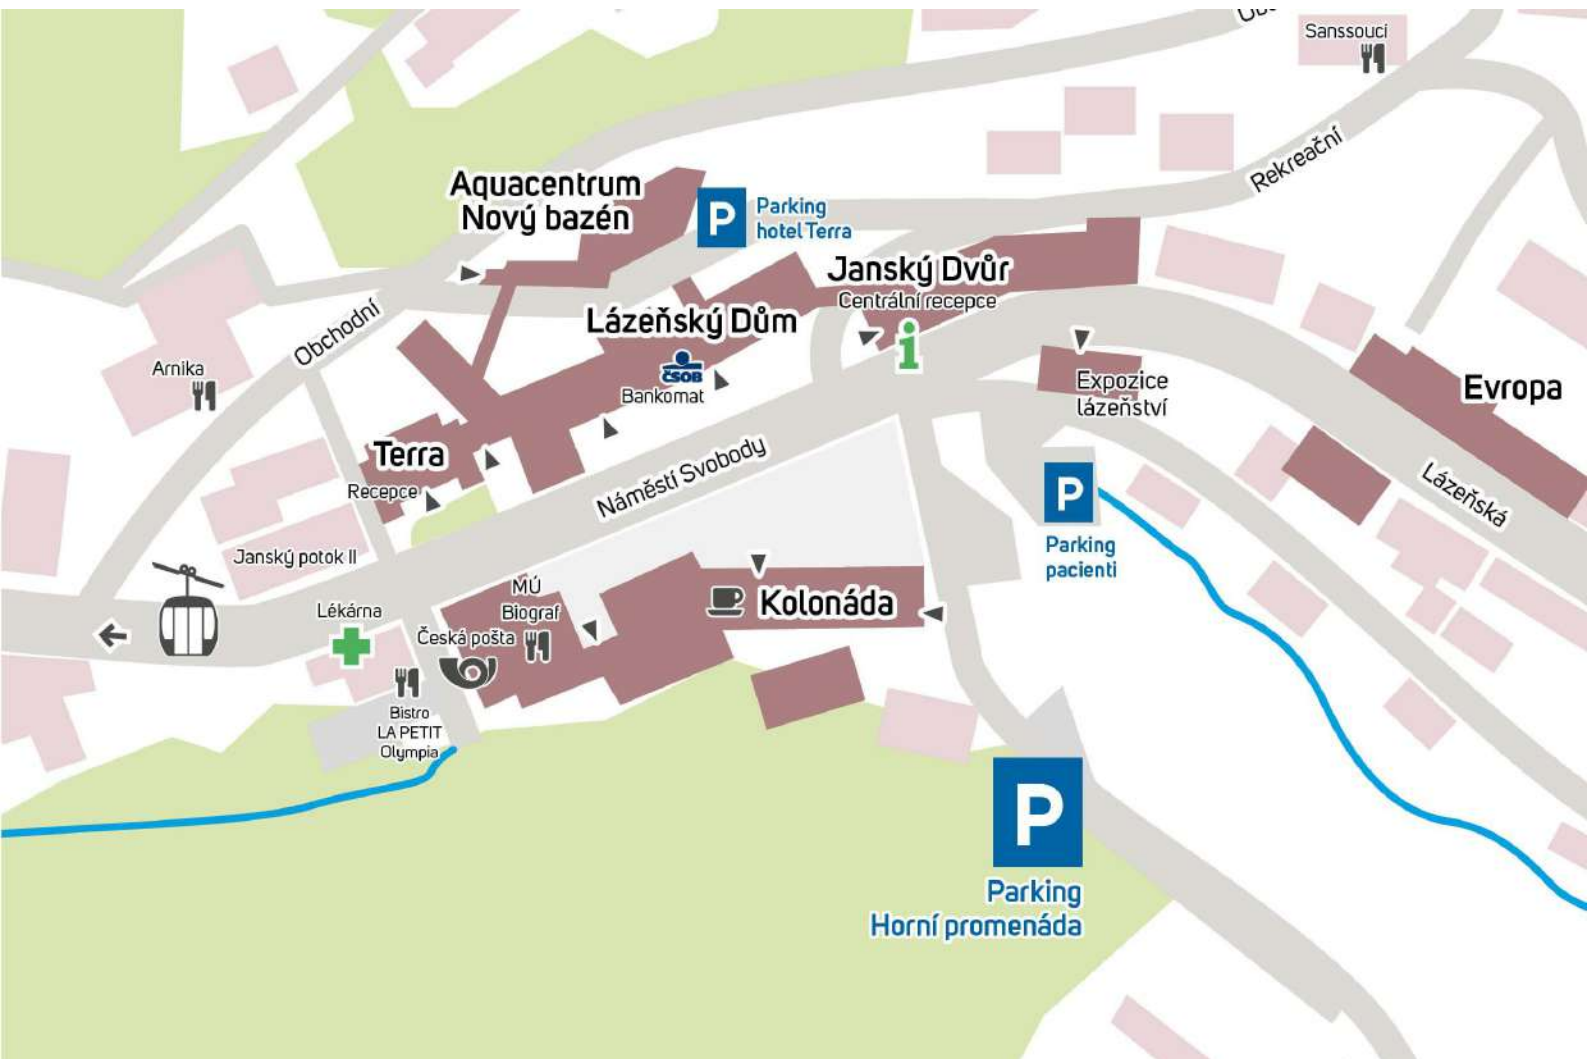 Sanssouci
Rekreační
Aquacentrum
Nový bazén
P
Parking
hotel Terra
Janský Dvůr
Centrální recepce
i
Obchodní
Lázeňský Dům
ČSOB
Bankomat
Arnika
Expozice
lázeňství
Evropa
Terra
Recepce
Náměstí Svobody
Lázeňská
P
Parking
pacienti
Janský potok II
Lékárna
MÚ
Biograf
Česká pošta
Kolonáda
Bistro
LA PETIT
Olympia
P
Parking
Horní promenáda